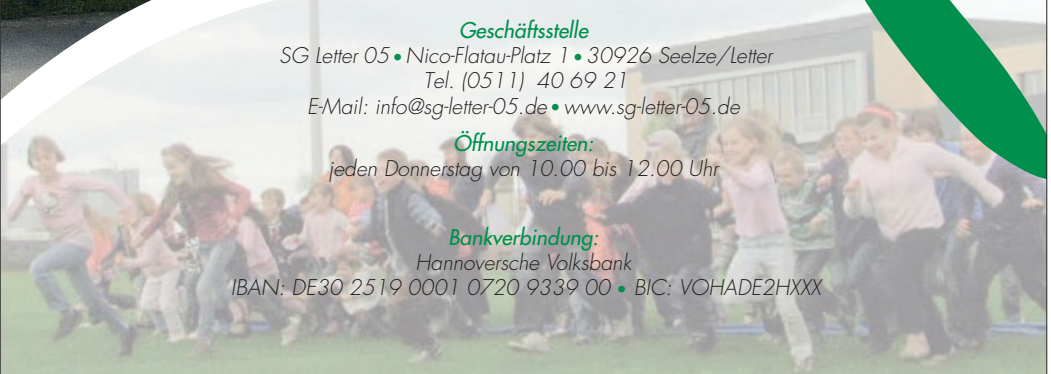 Geschäftsstelle
SG Letter 05 • Nico-Flatau-Platz 1 • 30926 Seelze/Letter
Tel. (0511) 40 69 21
E-Mail: info@sg-letter-05.de • www.sg-letter-05.de
Öffnungszeiten:
jeden Donnerstag von 10.00 bis 12.00 Uhr
Bankverbindung:
Hannoversche Volksbank
IBAN: DE30 2519 0001 0720 9339 00 • BIC: VOHADE2HXXX